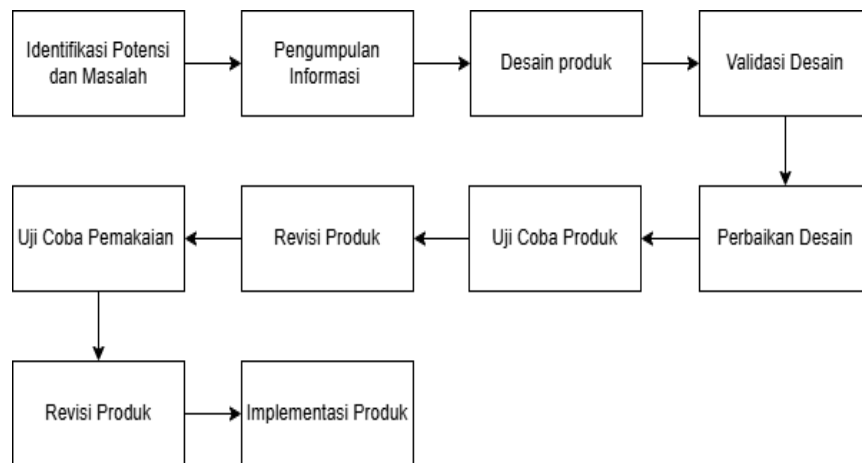 Identifikasi Potensi
dan Masalah
Pengumpulan
Informasi
Desain produk
Validasi Desain
Perbaikan Desain
Uji Coba Produk
Revisi Produk
Uji Coba Pemakaian
Revisi Produk
Implementasi Produk